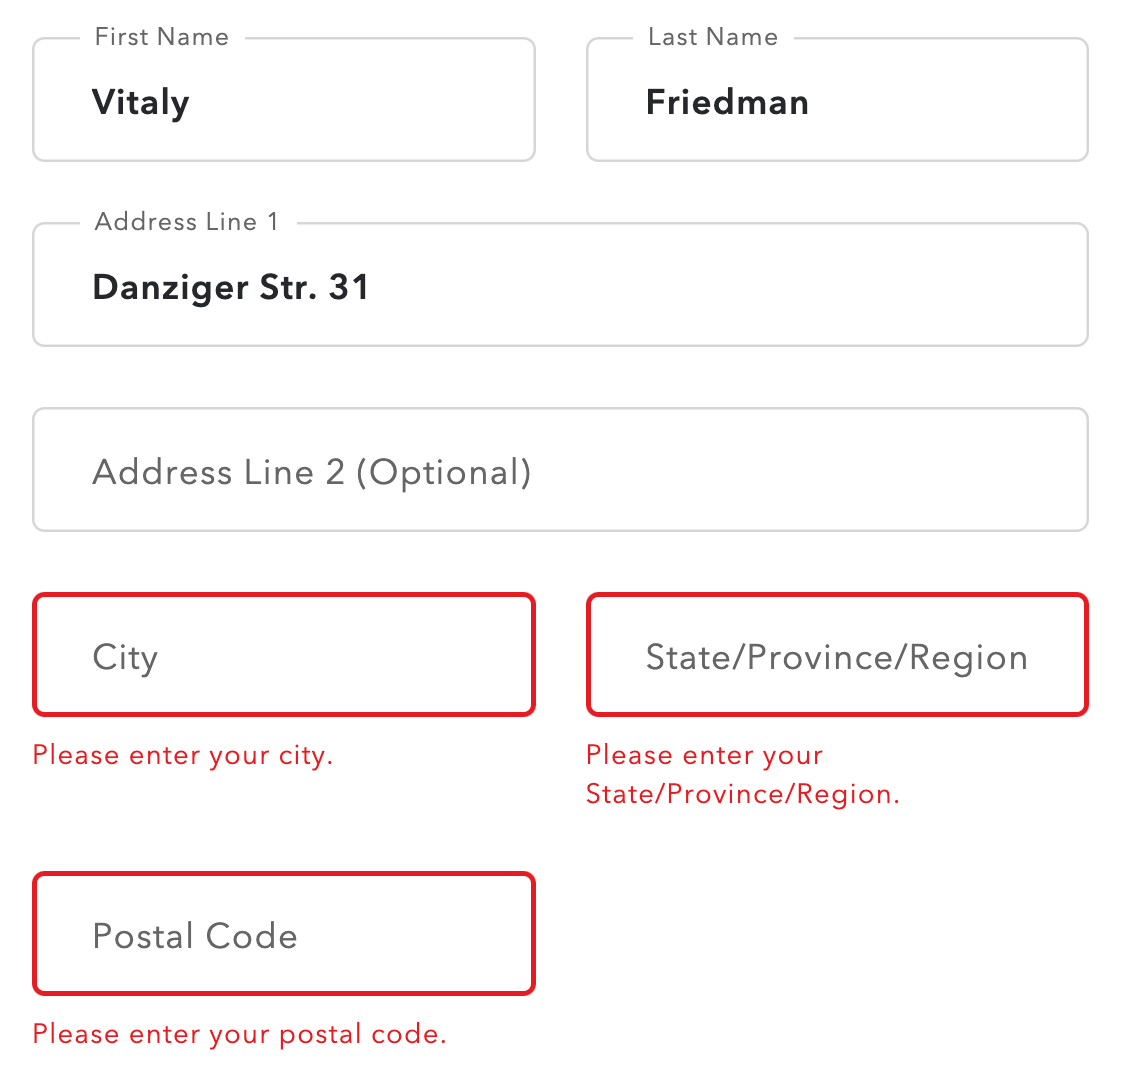 First Name
Last Name
Vitaly
Friedman
Address Line 1
Danziger Str. 31
Address Line 2 (Optional)
City
State/Province/Region
Please enter your city.
Please enter your
State/Province/Region.
Postal Code
Please enter your postal code.